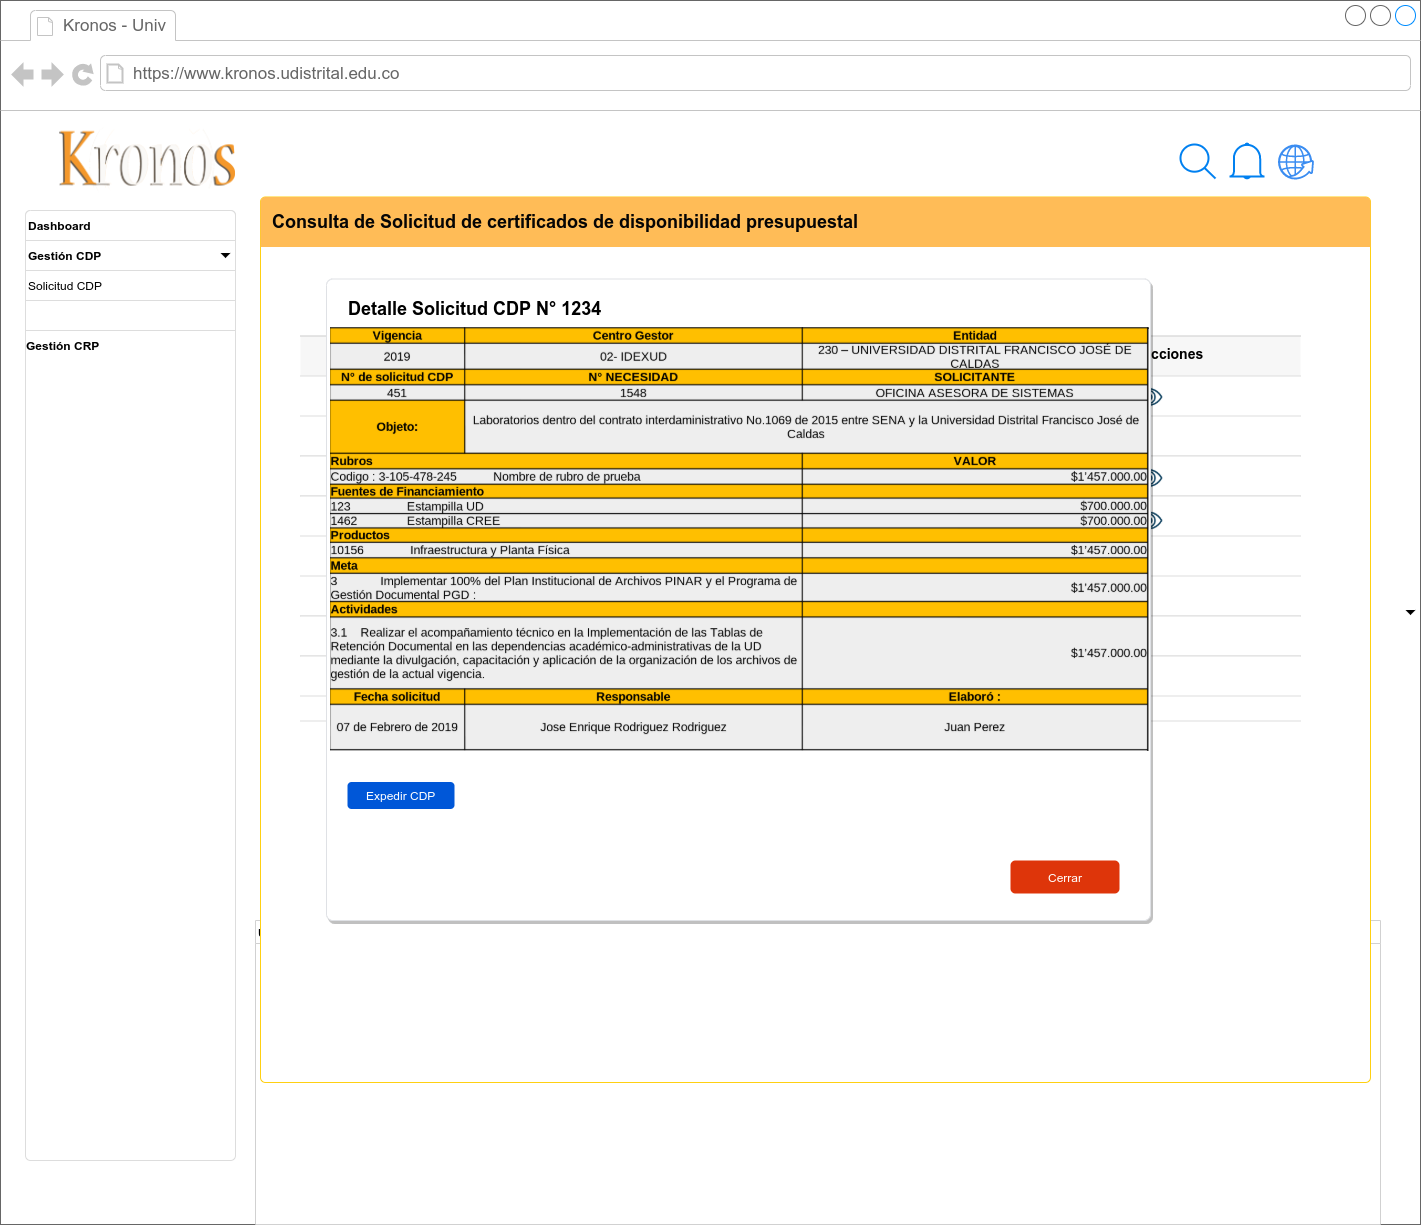 Kronos - Univ
https://www.kronos.udistrital.edu.co
Kronos
Dashboard
Gestión CDP
Solicitud CDP
Gestión CRP
Consulta de Solicitud de certificados de disponibilidad presupuestal
cciones
Detalle Solicitud CDP N° 1234
Vigencia Centro Gestor Entidad
2019 02- IDEXUD 230 – UNIVERSIDAD DISTRITAL FRANCISCO JOSÉ DE
CALDAS
N° de solicitud CDP N° NECESIDAD SOLICITANTE
451 1548 OFICINA ASESORA DE SISTEMAS
Objeto: Laboratorios dentro del contrato interdaministrativo No.1069 de 2015 entre SENA y la Universidad Distrital Francisco José de
Caldas
Rubros VALOR
Codigo : 3-105-478-245 Nombre de rubro de prueba $1'457.000.00
Fuentes de Financiamiento
123 Estampilla UD $700.000.00
1462 Estampilla CREE $700.000.00
Productos
10156 Infraestructura y Planta Física $1'457.000.00
Meta
3 Implementar 100% del Plan Institucional de Archivos PINAR y el Programa de
Gestión Documental PGD : $1'457.000.00
Actividades
3.1 Realizar el acompañamiento técnico en la Implementación de las Tablas de
Retención Documental en las dependencias académico-administrativas de la UD
mediante la divulgación, capacitación y aplicación de la organización de los archivos de
gestión de la actual vigencia. $1'457.000.00
Fecha solicitud Responsable Elaboró :
07 de Febrero de 2019 Jose Enrique Rodriguez Rodriguez Juan Perez
Expedir CDP
Cerrar